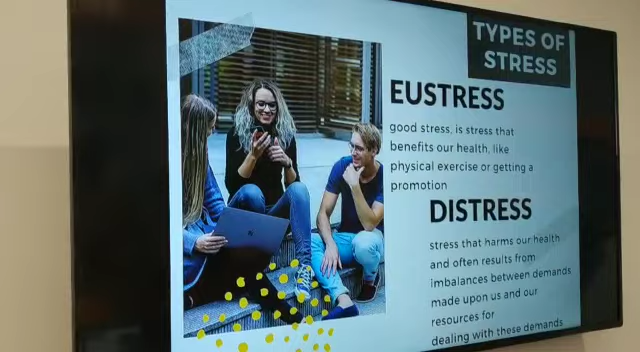 TYPES OF
STRESS
EUSTRESS
good stress, is stress that
benefits our health, like
physical exercise or getting a
promotion
DISTRESS
stress that harms our health
and often results from
imbalances between demands
made upon us and our
resources for
dealing with these demands